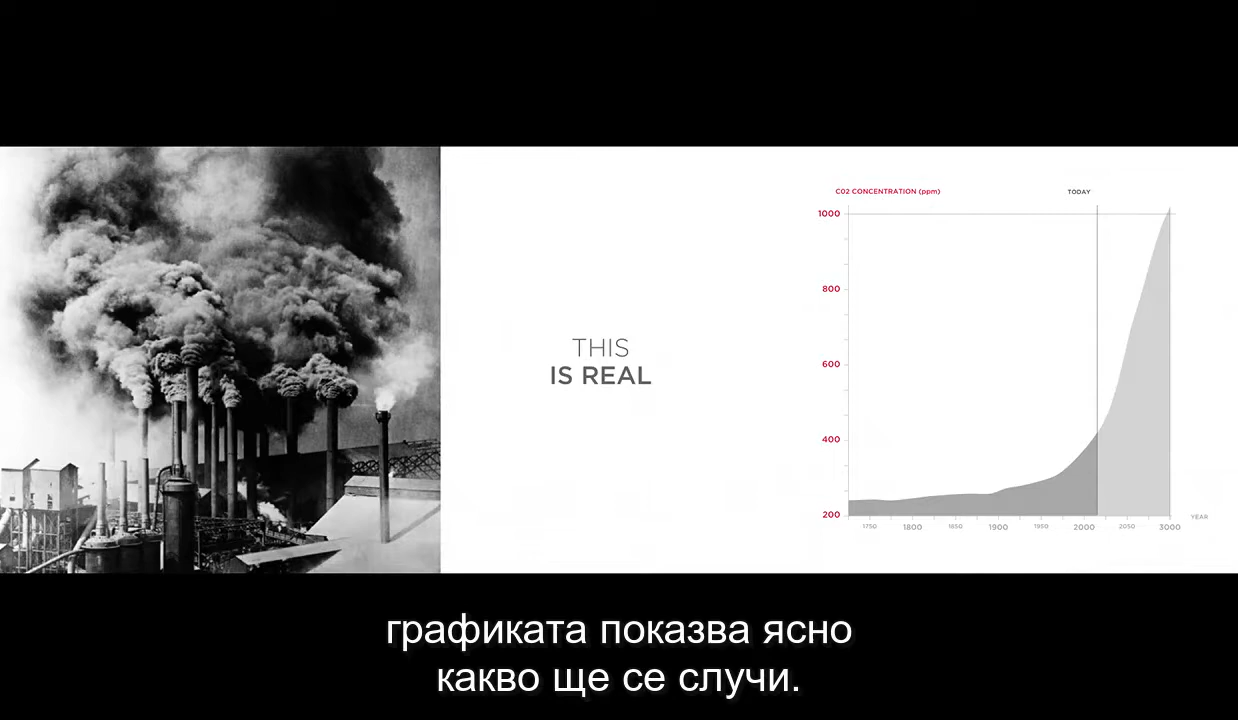 THIS
IS REAL
C02 CONCENTRATION (ppm)
TODAY
1000
800
600
400
200
1750 1800 1850 1900 1950 2000 2050 3000
YEAR
графиката показва ясно
какво ще се случи.